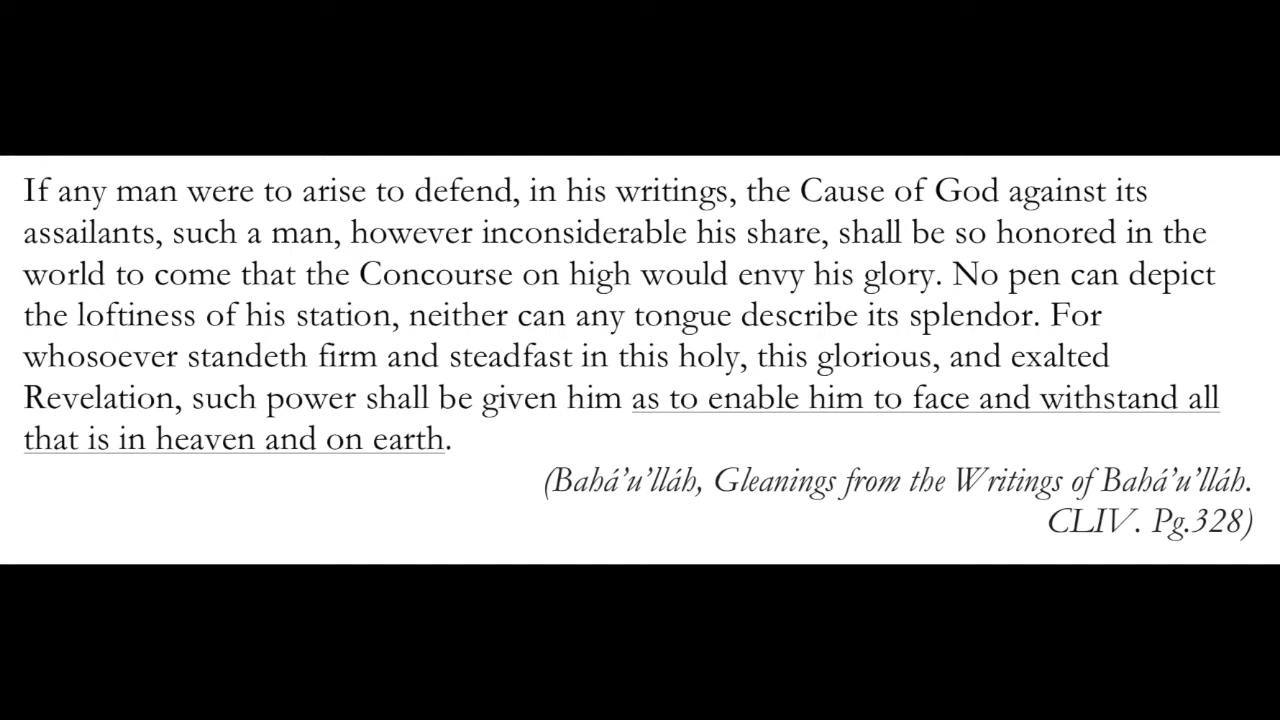 If any man were to arise to defend, in his writings, the Cause of God against its
assailants, such a man, however inconsiderable his share, shall be so honored in the
world to come that the Concourse on high would envy his glory. No pen can depict
the loftiness of his station, neither can any tongue describe its splendor. For
whosoever standeth firm and steadfast in this holy, this glorious, and exalted
Revelation, such power shall be given him as to enable him to face and withstand all
that is in heaven and on earth.
(Bahá’u’lláh, Gleanings from the Writings of Bahá’u’lláh.
CLIV. Pg.328)